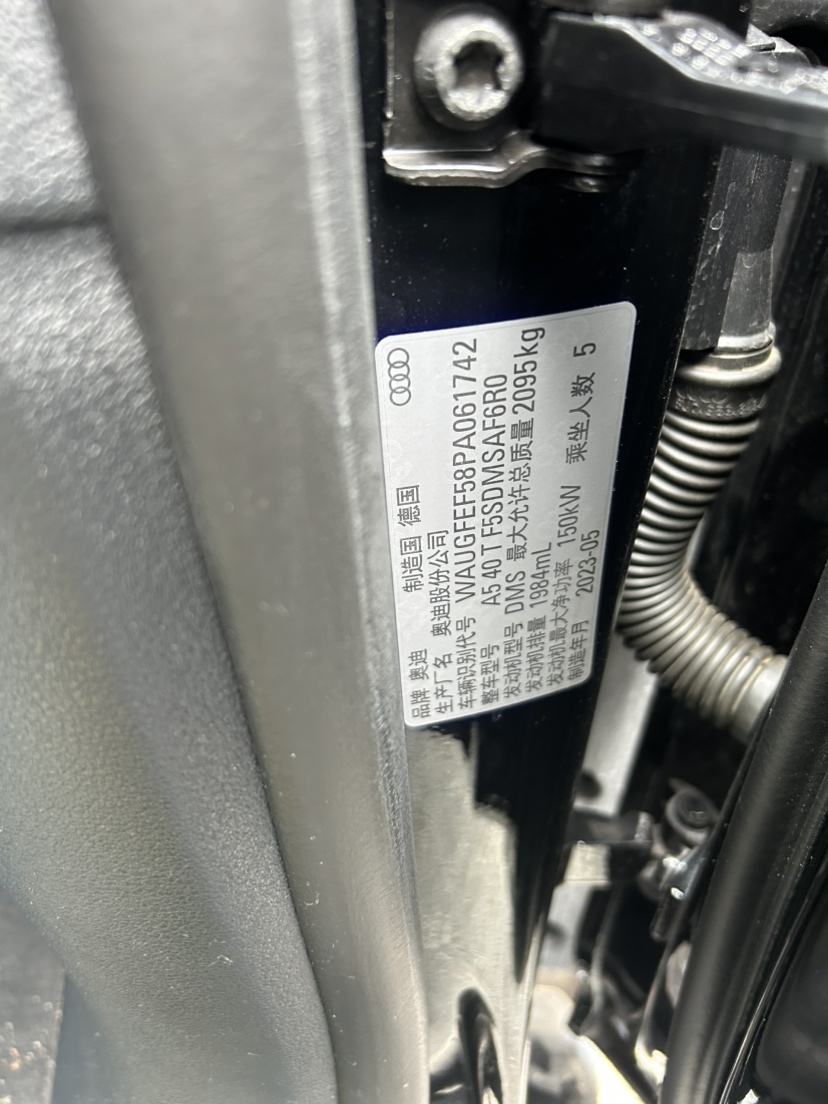 品牌 奥迪 制造国 德国
生产厂名 奥迪股份公司
车辆识别代号 WAUGFEF58PA061742
整车型号 A5 40 T F5SDMSAF6R0
发动机型号 DMS 最大允许总质量 2095kg
发动机排量 1984mL
发动机最大净功率 150kW 乘坐人数 5
制造年月 2023-05